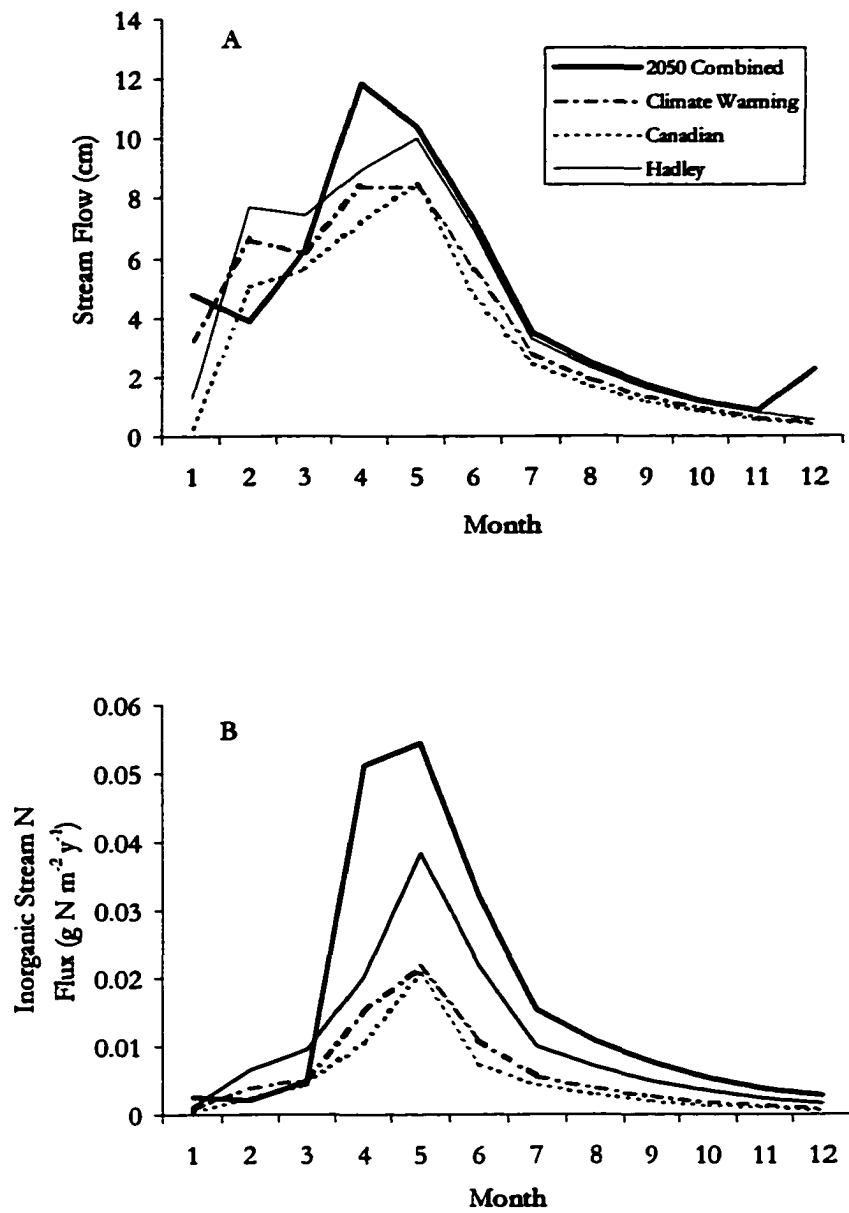 A
14
12
10
8
6
4
2
0
Stream Flow (cm)
2050 Combined
Climate Warming
Canadian
Hadley
1 2 3 4 5 6 7 8 9 10 11 12
Month
B
0.06
0.05
0.04
0.03
0.02
0.01
0
Inorganic Stream N
Flux (g N m⁻² y⁻¹)
1 2 3 4 5 6 7 8 9 10 11 12
Month